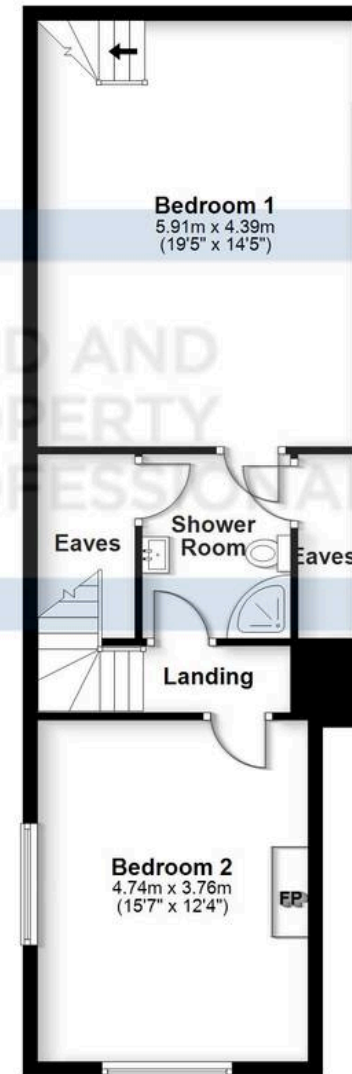 Bedroom 1
5.91m x 4.39m
(19'5" x 14'5")
AND
Eaves
Shower
Room
Eaves
Landing
Bedroom 2
4.74m x 3.76m
(15'7" x 12'4")
FP